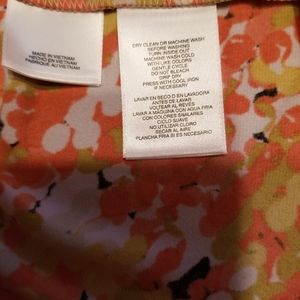 MADE IN VIETNAM
HECHO EN VIETNAM
FABRIQUÉ AU VIETNAM
DRY CLEAN OR MACHINE WASH
BEFORE WASHING
TURN INSIDE OUT
MACHINE WASH COLD
WITH LIKE COLORS
GENTLE CYCLE
DO NOT BLEACH
DRIP DRY
PRESS WITH COOL IRON
IF NECESSARY
LAVAR EN SECO O EN LAVADORA
ANTES DE LAVAR
VOLTEAR AL REVES
LAVAR A MÁQUINA CON AGUA FRIA
CON COLORES SIMILARES
CICLO SUAVE
NO UTILIZAR CLORO
SECAR AL AIRE
PLANCHA FRIA SI ES NECESARIO